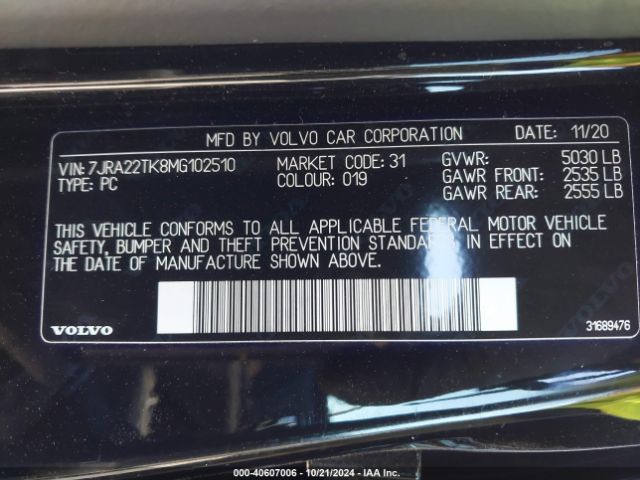 MFD BY VOLVO CAR CORPORATION DATE: 11/20
VIN: 7JRA22TK8MG102510 MARKET CODE: 31 GVWR: 5030 LB
TYPE: PC COLOUR: 019 GAWR FRONT: 2535 LB
GAWR REAR: 2555 LB
THIS VEHICLE CONFORMS TO ALL APPLICABLE FEDERAL MOTOR VEHICLE
SAFETY, BUMPER AND THEFT PREVENTION STANDARDS IN EFFECT ON
THE DATE OF MANUFACTURE SHOWN ABOVE.
VOLVO 31689476
000-40607006 • 10/21/2024 • IAA Inc.